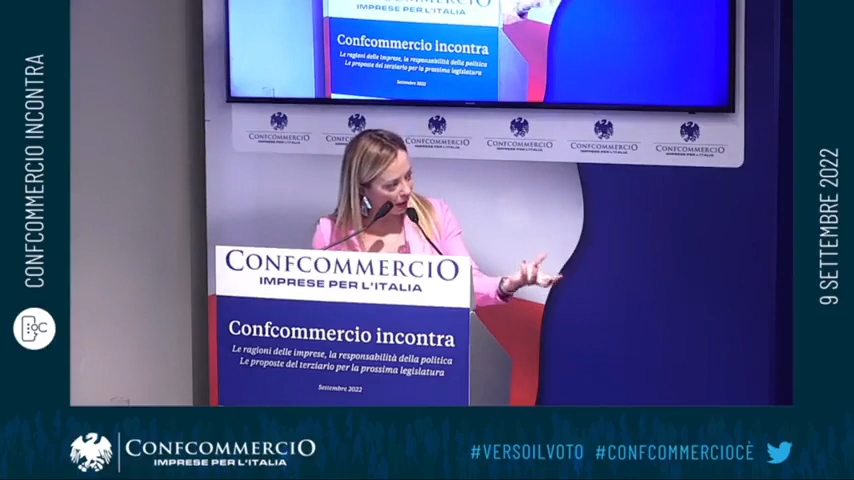 CONFCOMMERCIO INCONTRA
CONFCOMMERCIO
IMPRESE PER L'ITALIA
Confcommercio incontra
Le ragioni delle imprese, la responsabilità della politica
Le proposte del terziario per la prossima legislatura
Settembre 2022
CONFCOMMERCIO
IMPRESE PER L'ITALIA
CONFCOMMERCIO
IMPRESE PER L'ITALIA
CONFCOMMERCIO
IMPRESE PER L'ITALIA
CONFCOMMERCIO
IMPRESE PER L'ITALIA
CONFCOMMERCIO
IMPRESE PER L'ITALIA
CONFCOMMERCIO
IMPRESE PER L'ITALIA
Confcommercio incontra
Le ragioni delle imprese, la responsabilità della politica
Le proposte del terziario per la prossima legislatura
Settembre 2022
9 SETTEMBRE 2022
CONFCOMMERCIO
IMPRESE PER L'ITALIA
#VERSOILVOTO #CONFCOMMERCIOCÈ